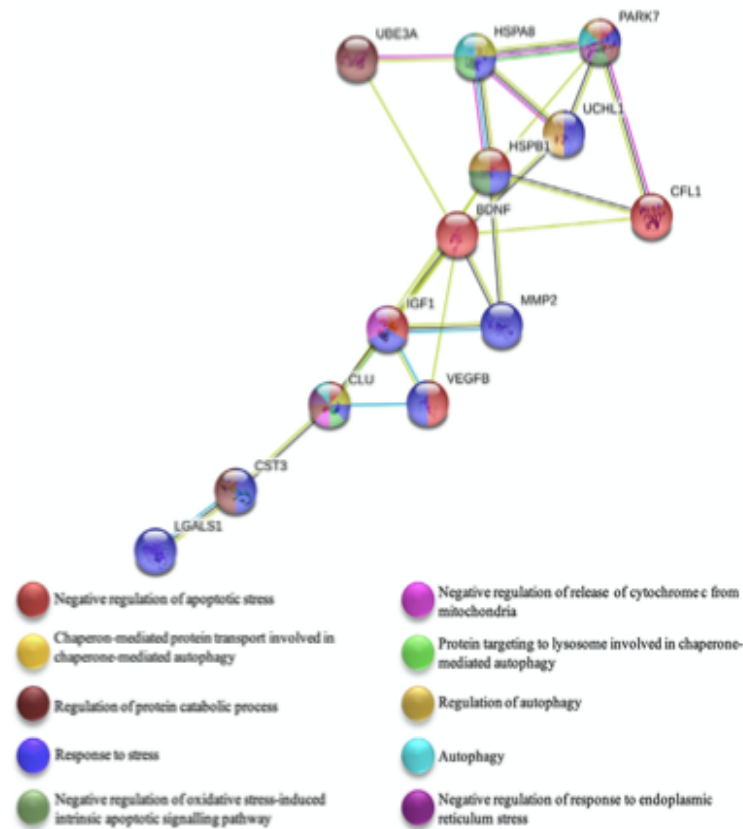 PARK7
HSPA8
UBE3A
UCHL1
HSPB1
CFL1
BDNF
MMP2
IGF1
VEGFB
CLU
CST3
LGALS1
Negative regulation of apoptotic stress
Chaperon-mediated protein transport involved in
chaperone-mediated autophagy
Regulation of protein catabolic process
Response to stress
Negative regulation of oxidative stress-induced
intrinsic apoptotic signalling pathway
Negative regulation of release of cytochrome c from
mitochondria
Protein targeting to lysosome involved in chaperone-
mediated autophagy
Regulation of autophagy
Autophagy
Negative regulation of response to endoplasmic
reticulum stress